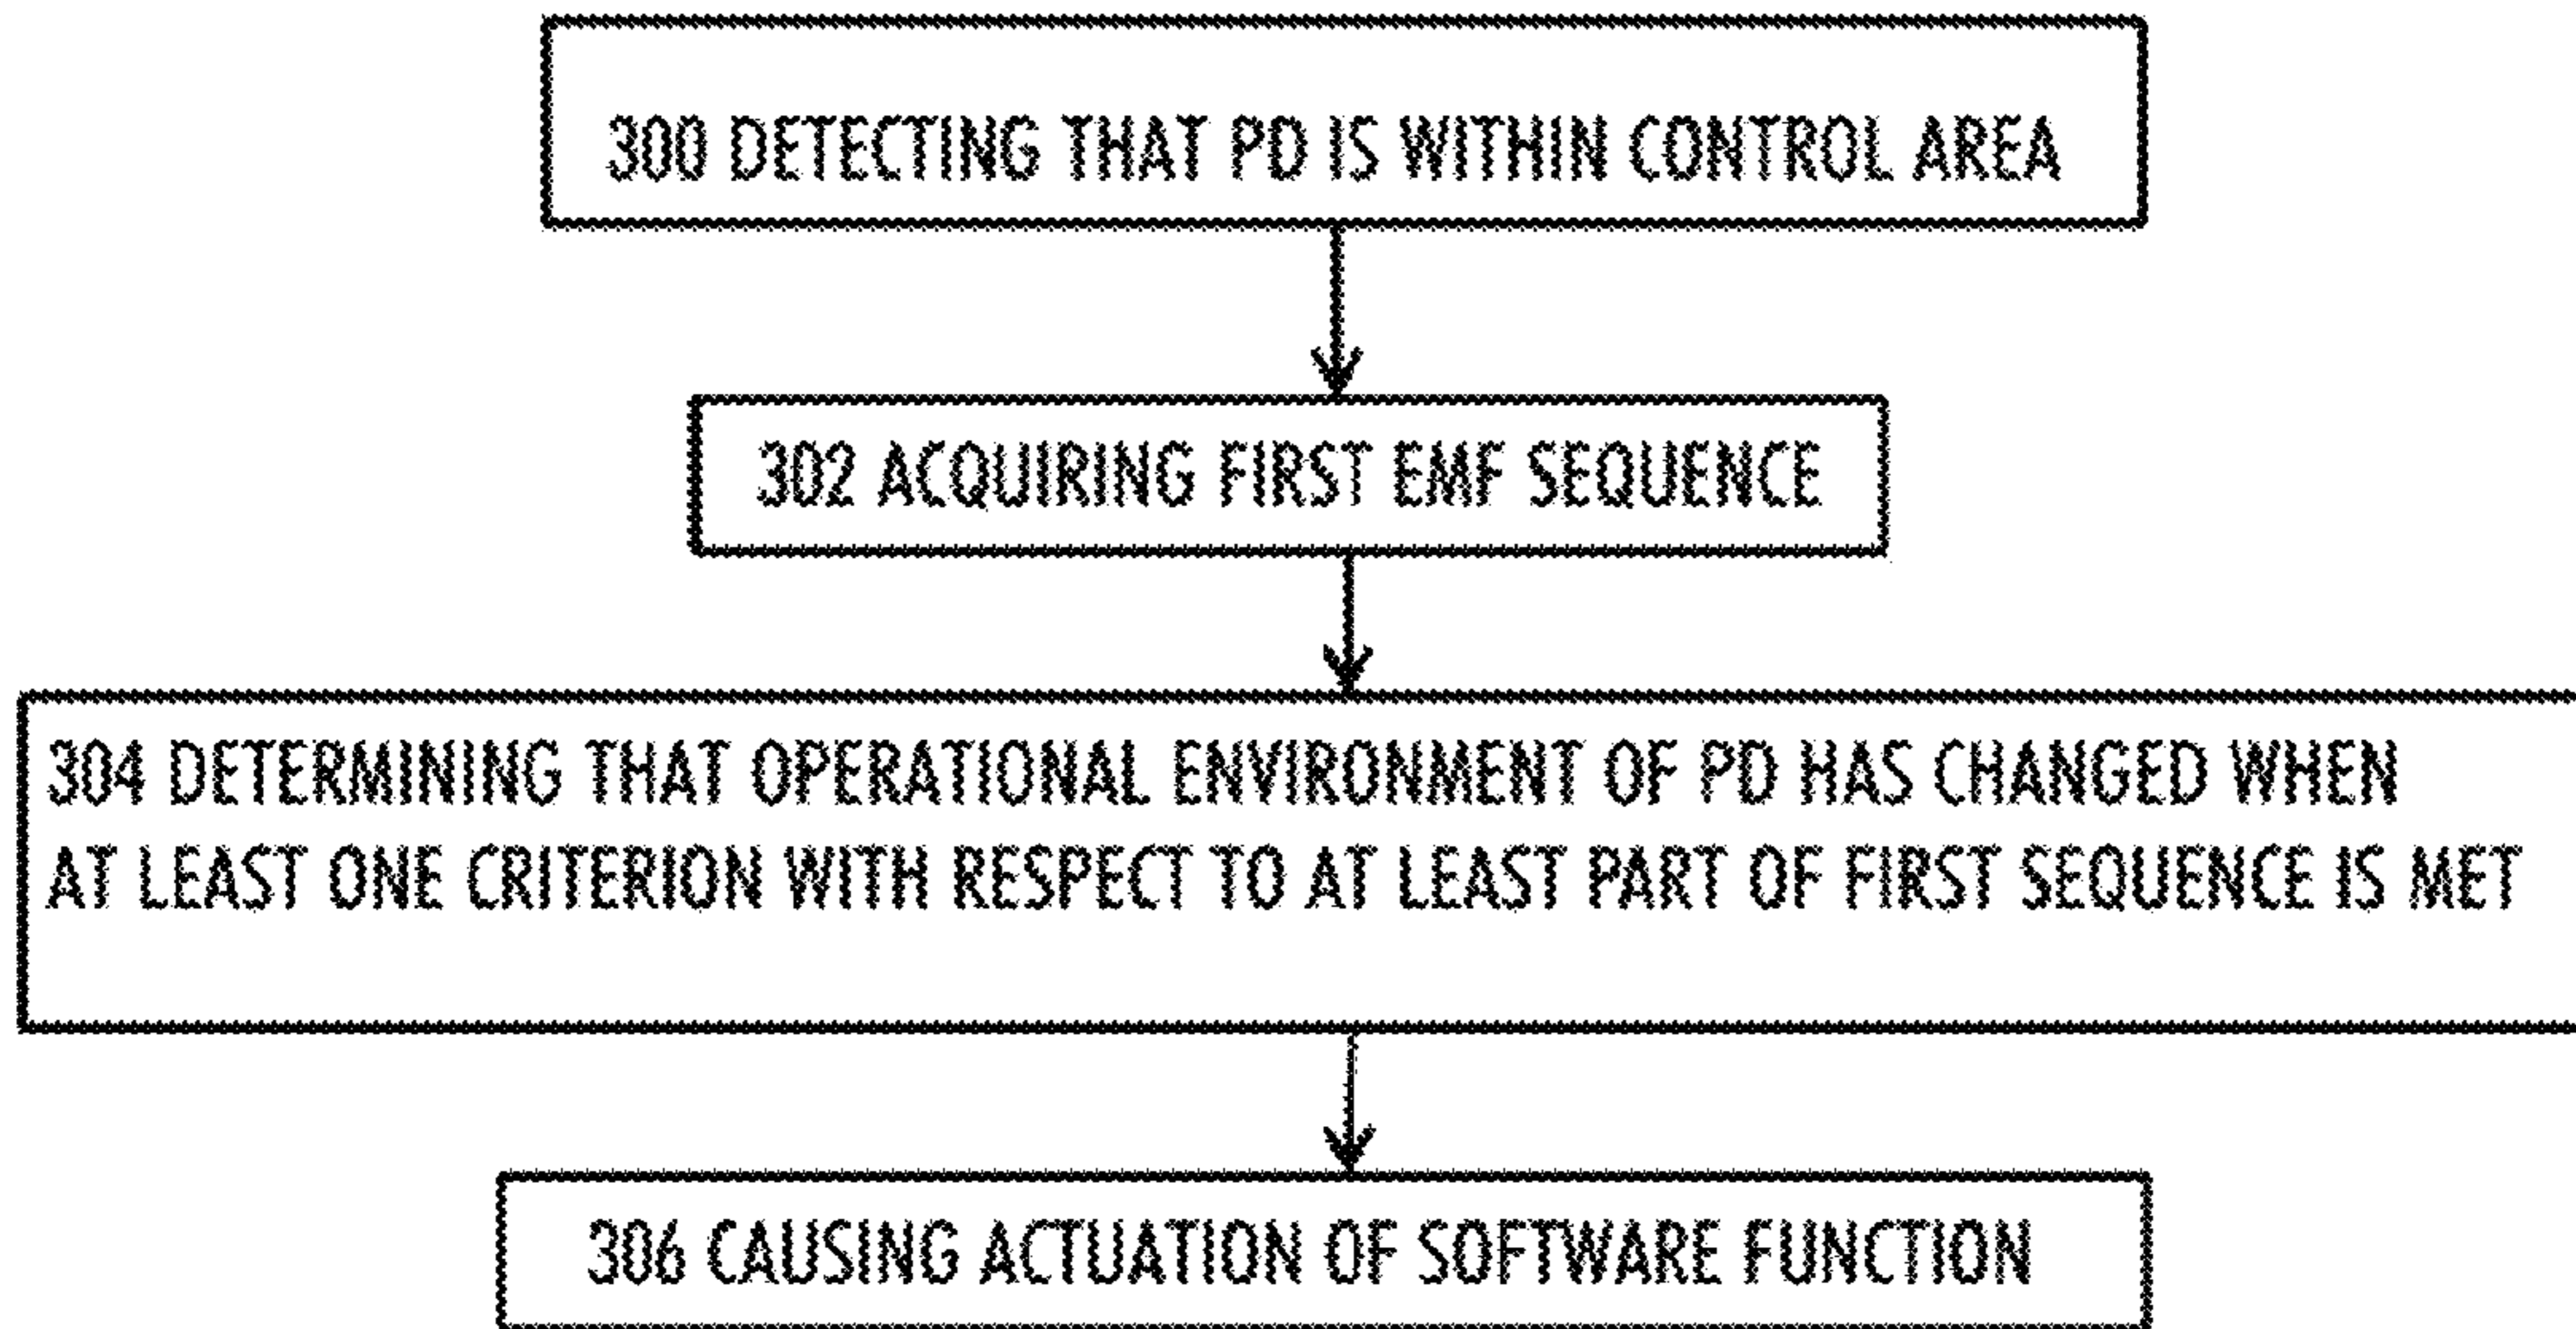 300 DETECTING THAT PD IS WITHIN CONTROL AREA
302 ACQUIRING FIRST EMF SEQUENCE
304 DETERMINING THAT OPERATIONAL ENVIRONMENT OF PD HAS CHANGED WHEN
AT LEAST ONE CRITERION WITH RESPECT TO AT LEAST PART OF FIRST SEQUENCE IS MET
306 CAUSING ACTUATION OF SOFTWARE FUNCTION